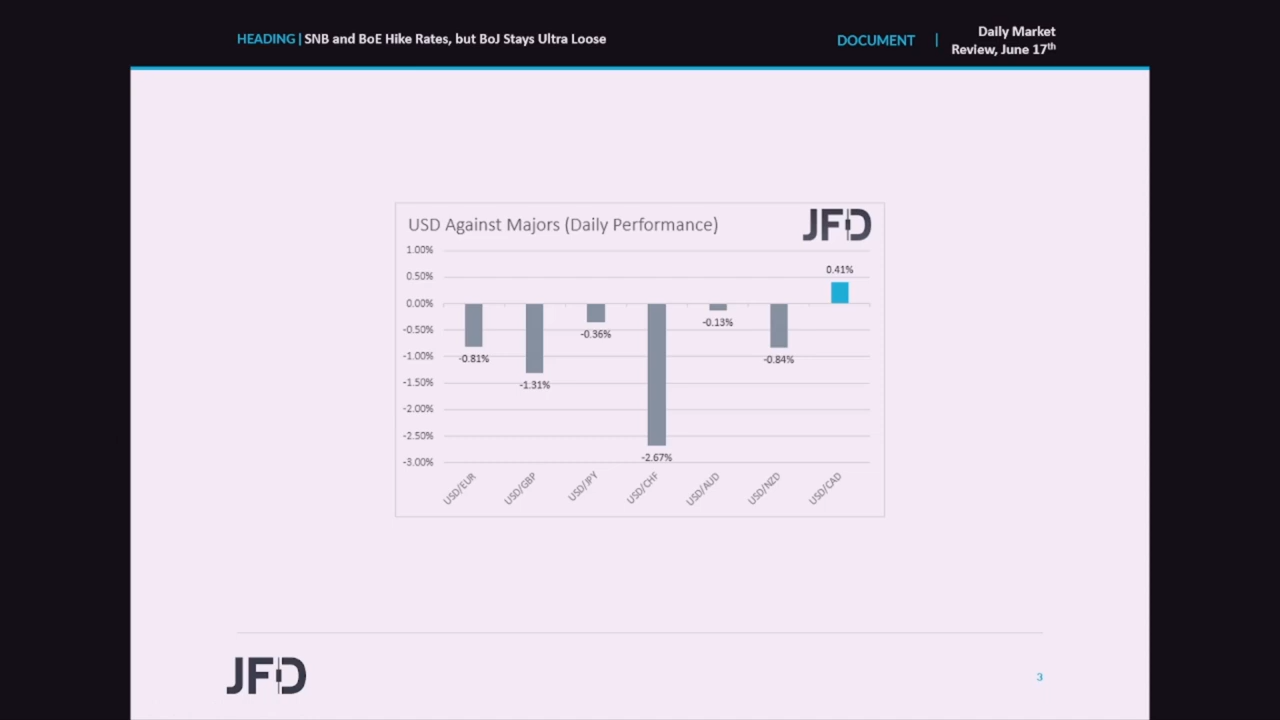 HEADING | SNB and BoE Hike Rates, but BoJ Stays Ultra Loose
DOCUMENT | Daily Market
Review, June 17th
USD Against Majors (Daily Performance)
JFD
1.00%
0.50%
0.00%
-0.50%
-1.00%
-1.50%
-2.00%
-2.50%
-3.00%
-0.81%
-1.31%
-0.36%
-2.67%
-0.13%
-0.84%
0.41%
USD/EUR
USD/GBP
USD/JPY
USD/CHF
USD/AUD
USD/NZD
USD/CAD
JFD
3